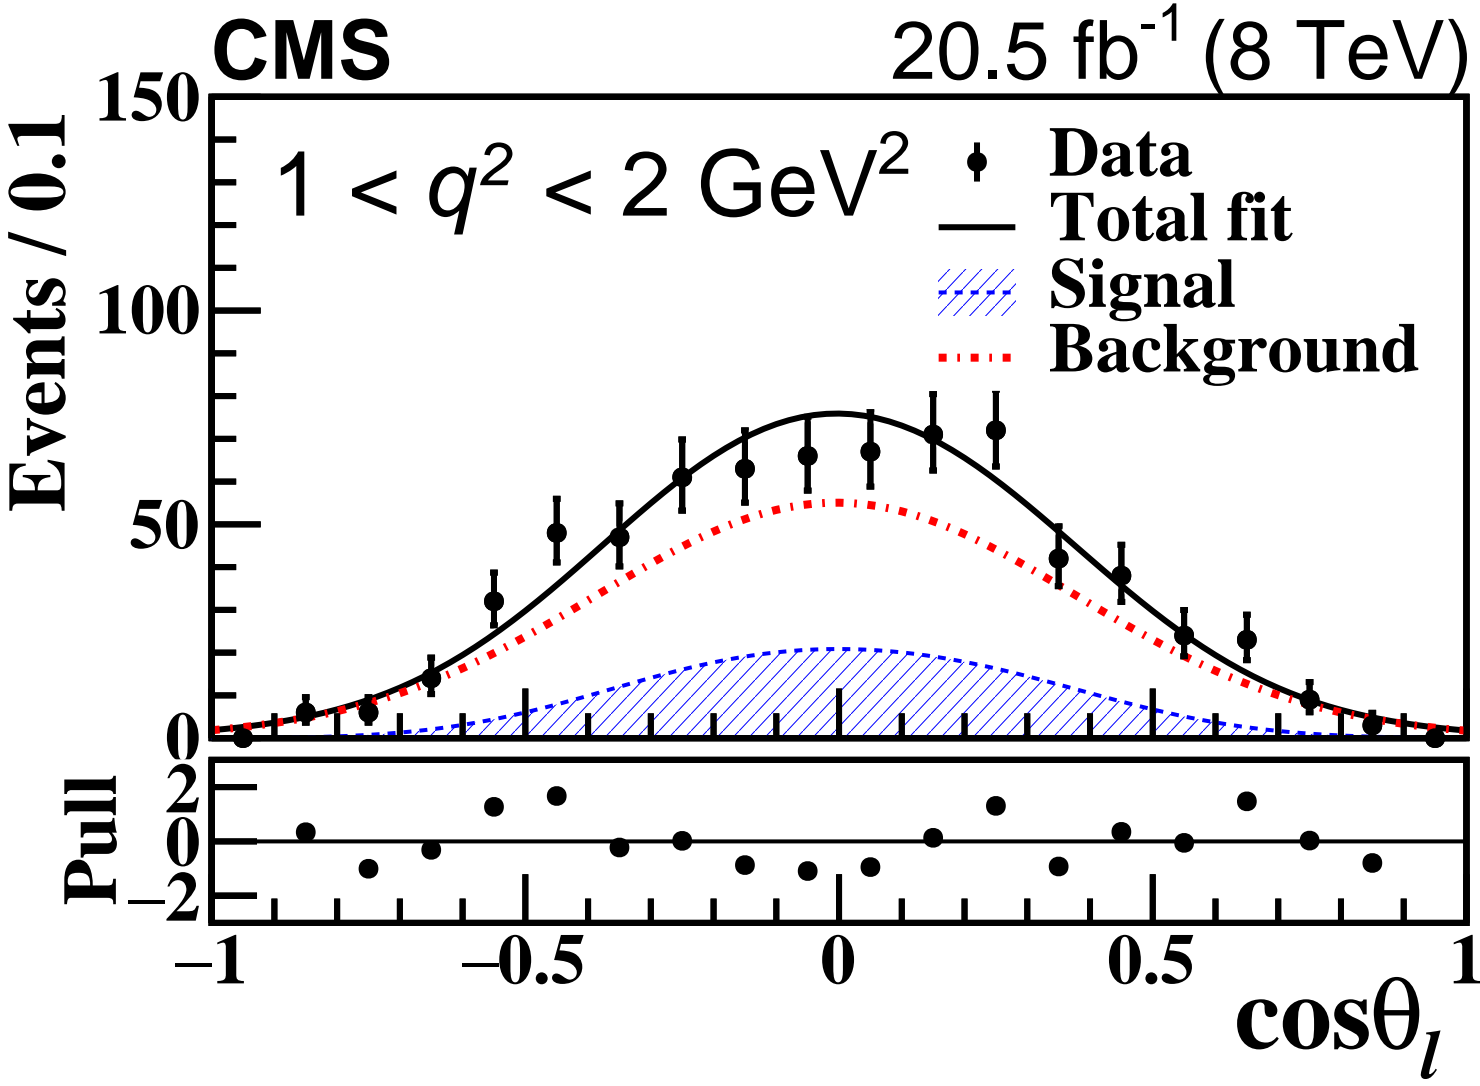 CMS 20.5 fb⁻¹ (8 TeV)
1 < q² < 2 GeV²
Data
Total fit
Signal
Background
Events / 0.1
150
100
50
0
Pull
2
0
−2
−1 −0.5 0 0.5 1
cosθₗ